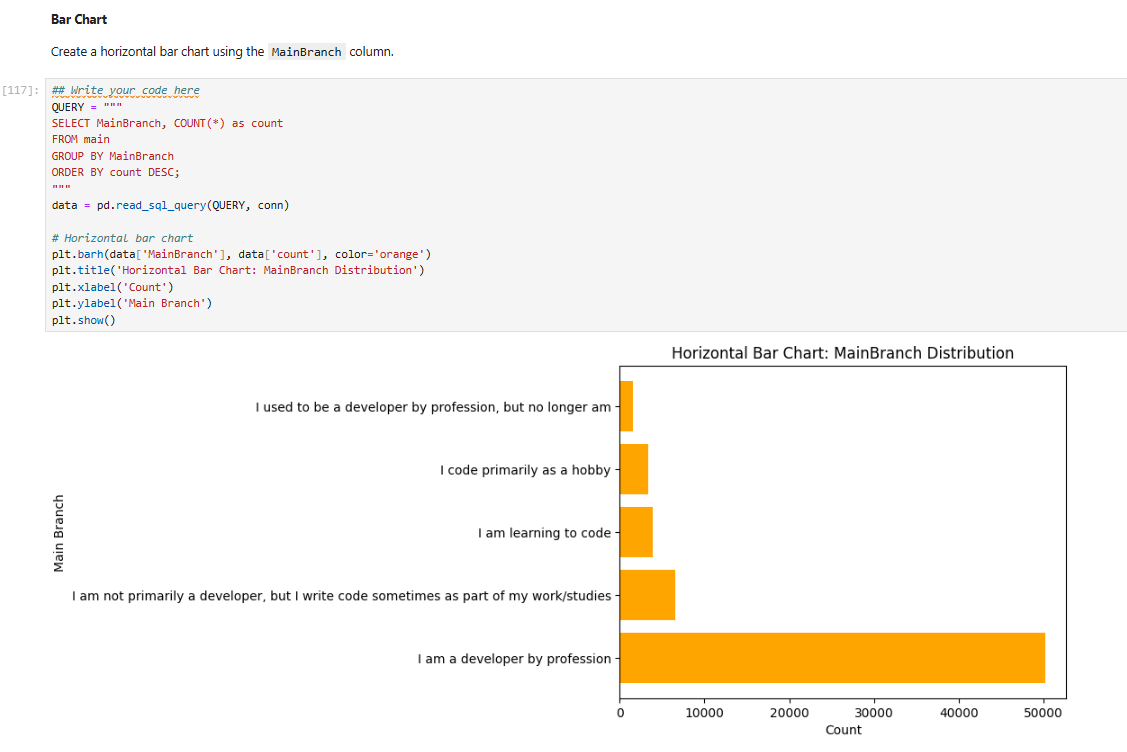 Bar Chart
Create a horizontal bar chart using the MainBranch column.
[117]:
## Write your code here
QUERY = """
SELECT MainBranch, COUNT(*) as count
FROM main
GROUP BY MainBranch
ORDER BY count DESC;
"""
data = pd.read_sql_query(QUERY, conn)
# Horizontal bar chart
plt.barh(data['MainBranch'], data['count'], color='orange')
plt.title('Horizontal Bar Chart: MainBranch Distribution')
plt.xlabel('Count')
plt.ylabel('Main Branch')
plt.show()
Horizontal Bar Chart: MainBranch Distribution
Main Branch
I used to be a developer by profession, but no longer am
I code primarily as a hobby
I am learning to code
I am not primarily a developer, but I write code sometimes as part of my work/studies
I am a developer by profession
0 10000 20000 30000 40000 50000
Count